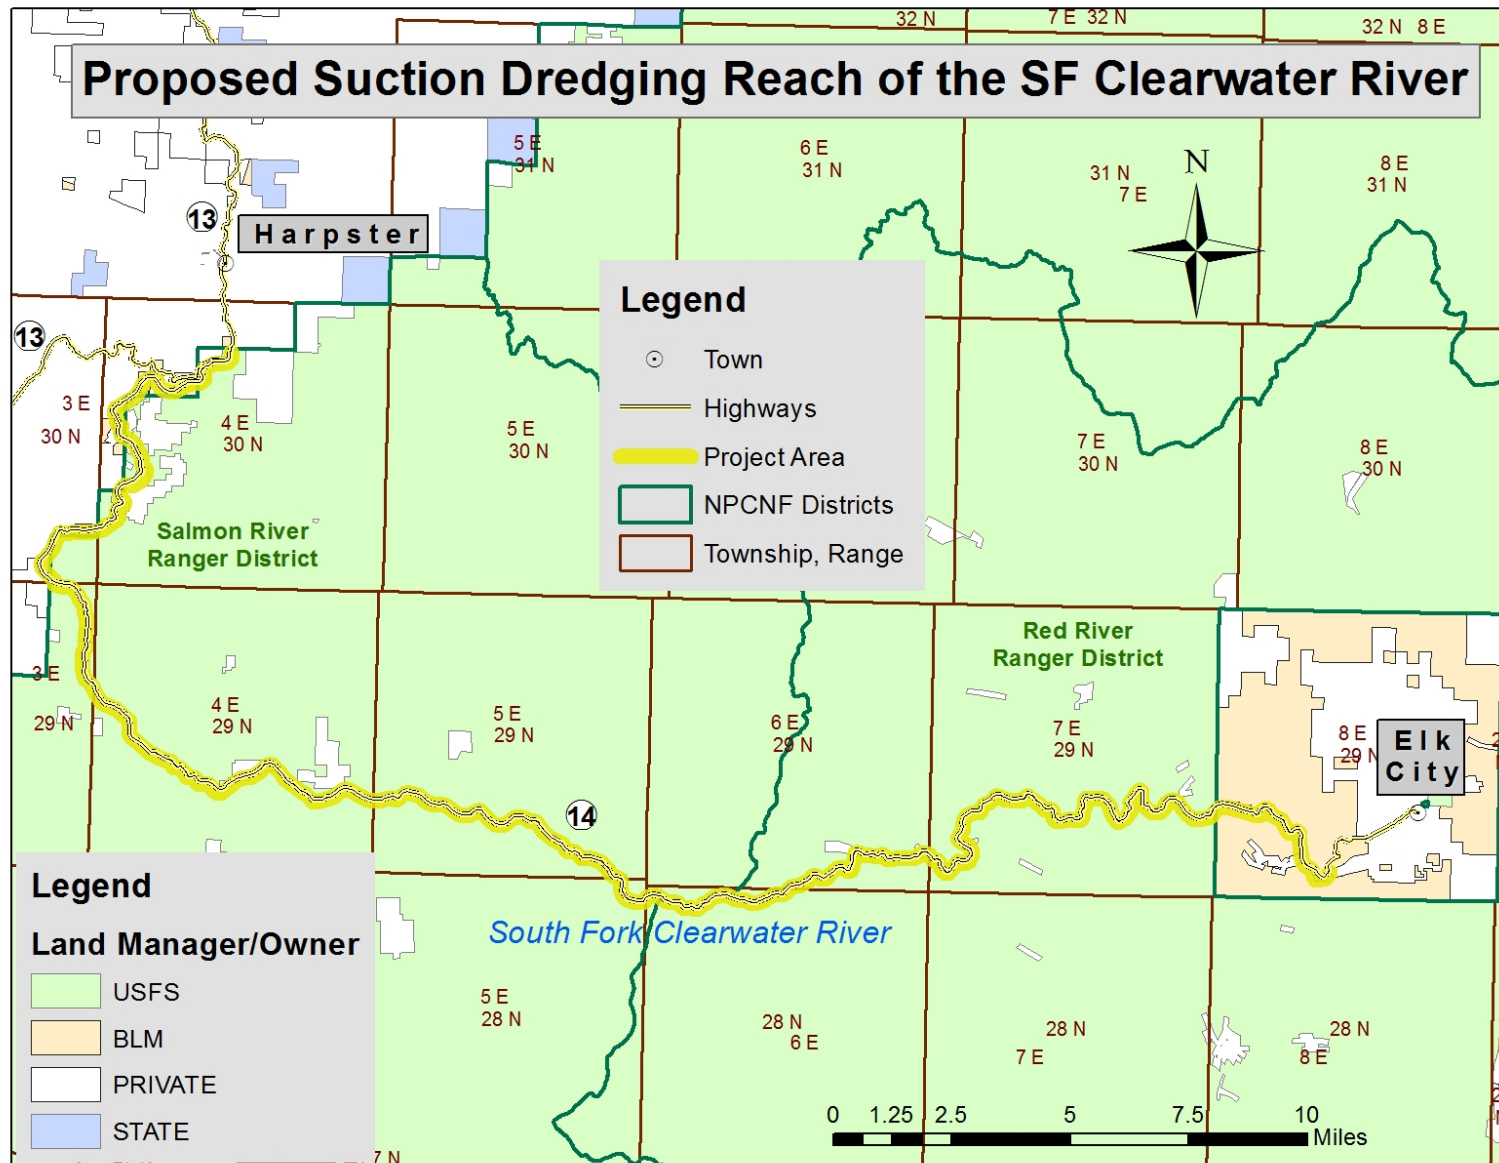 32 N
7 E 32 N
32 N 8 E
Proposed Suction Dredging Reach of the SF Clearwater River
5 E
31 N
6 E
31 N
31 N
7 E
8 E
31 N
N
13
Harpster
13
Legend
Town
Highways
Project Area
NPCNF Districts
Township, Range
3 E
30 N
4 E
30 N
5 E
30 N
7 E
30 N
8 E
30 N
Salmon River
Ranger District
Red River
Ranger District
3 E
29 N
4 E
29 N
5 E
29 N
6 E
29 N
7 E
29 N
8 E
29 N
Elk
City
14
South Fork Clearwater River
Legend
Land Manager/Owner
USFS
BLM
PRIVATE
STATE
5 E
28 N
28 N
6 E
28 N
7 E
28 N
8 E
0 1.25 2.5 5 7.5 10
Miles
7 N